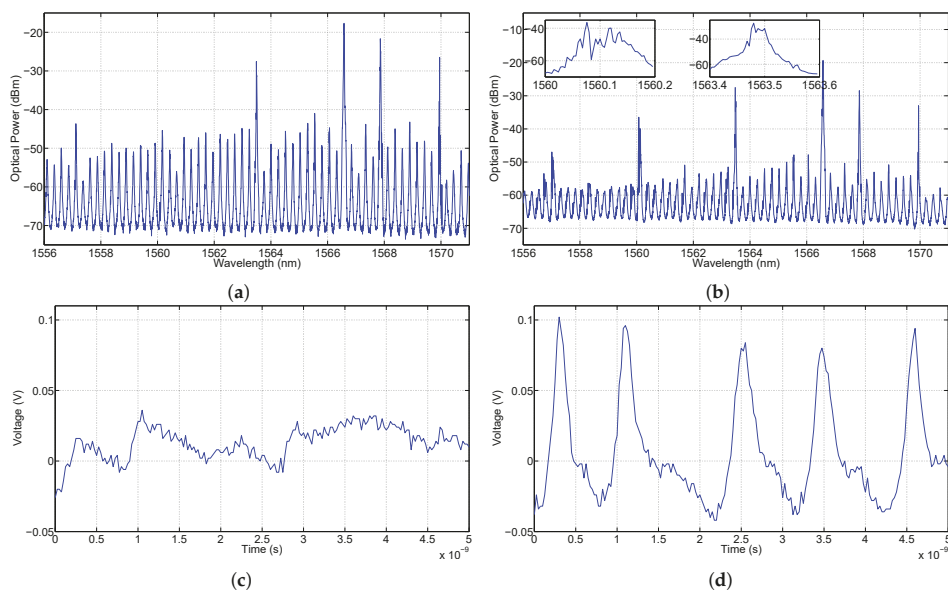 −20
−30
−40
−50
−60
−70
Optical Power (dBm)
1556
1558
1560
1562
1564
1566
1568
1570
Wavelength (nm)
(a)
−10
−20
−30
−40
−50
−60
−70
Optical Power (dBm)
−40
−60
1560
1560.1
1560.2
−40
−60
1563.4
1563.5
1563.6
1556
1558
1560
1562
1564
1566
1568
1570
Wavelength (nm)
(b)
0.1
0.05
0
−0.05
Voltage (V)
0 0.5 1 1.5 2 2.5 3 3.5 4 4.5 5
Time (s)
x 10⁻⁹
(c)
0.1
0.05
0
−0.05
Voltage (V)
0 0.5 1 1.5 2 2.5 3 3.5 4 4.5 5
Time (s)
x 10⁻⁹
(d)